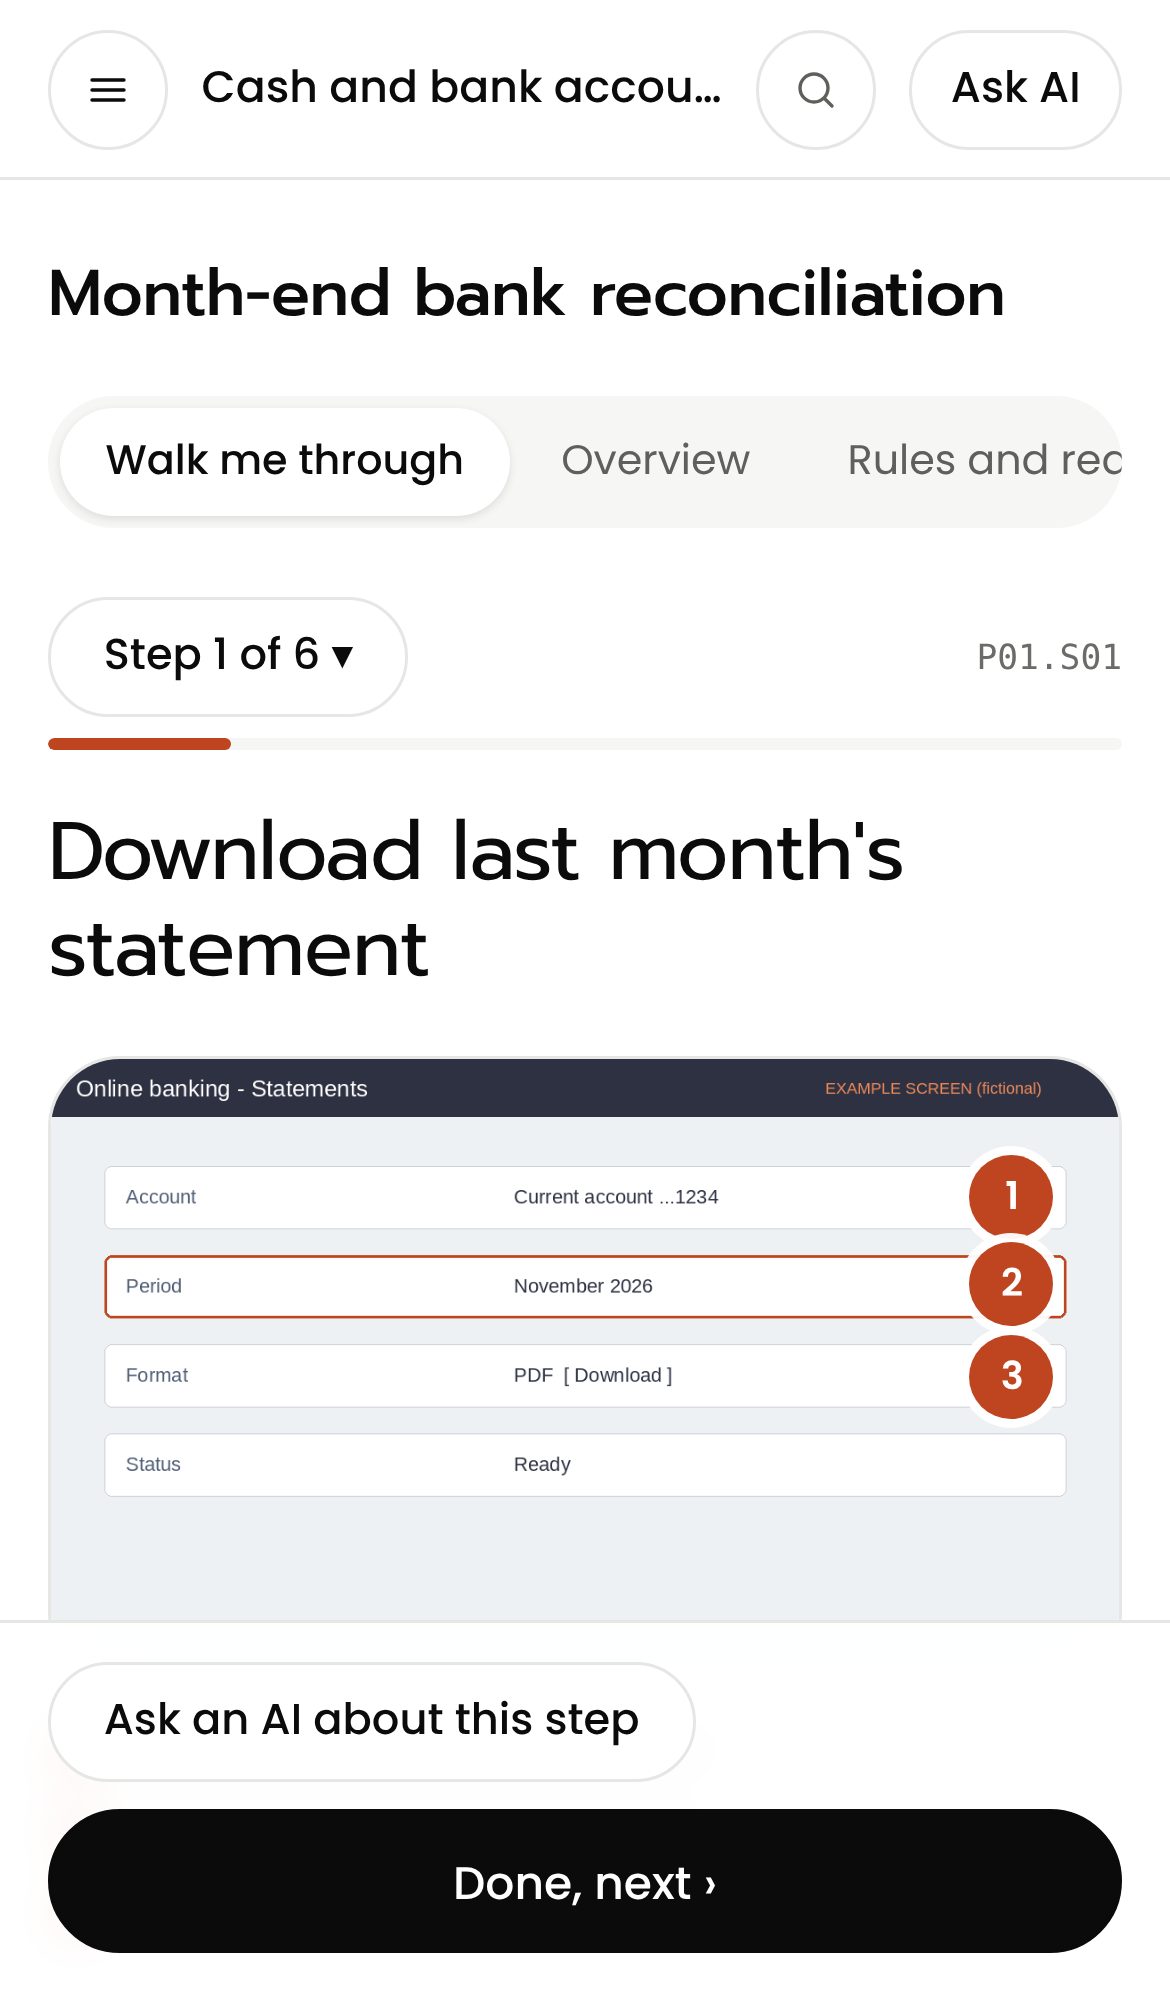 Cash and bank accou...
Ask AI
Month-end bank reconciliation
Walk me through
Overview
Rules and rec
Step 1 of 6 ▾
P01.S01
Download last month's
statement
Online banking - Statements
EXAMPLE SCREEN (fictional)
Account
Current account ...1234
1
Period
November 2026
2
Format
PDF [ Download ]
3
Status
Ready
Ask an AI about this step
Done, next ›